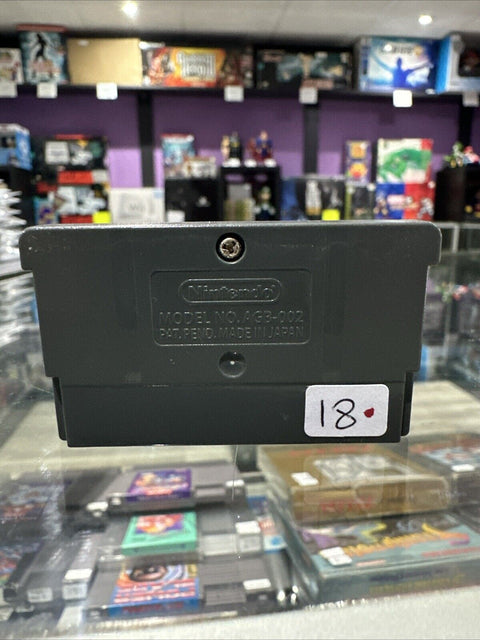 Nintendo
MODEL NO. AGB-002
PAT. PEND. MADE IN JAPAN
18